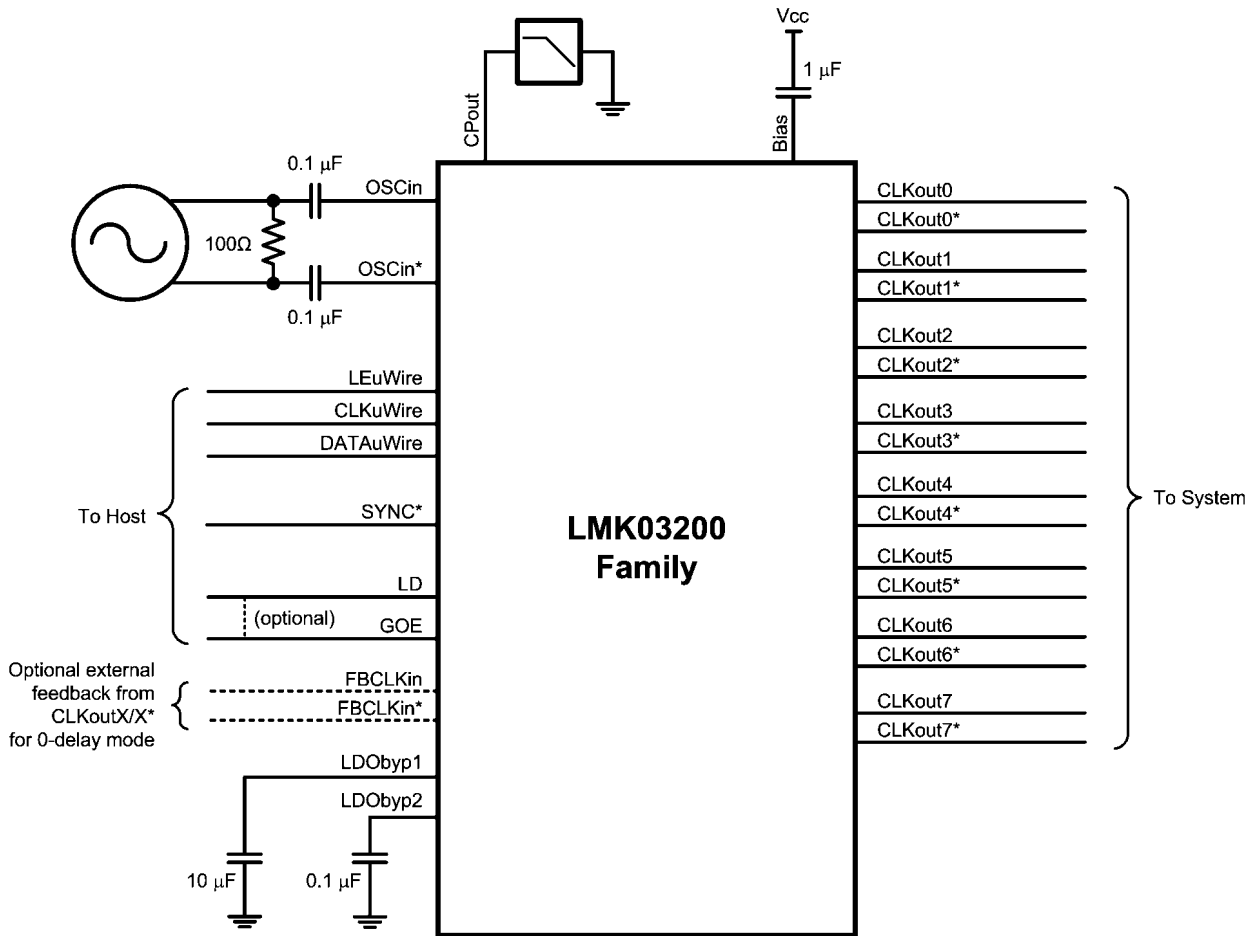 Vcc
1 µF
CPout
Bias
0.1 µF
OSCin
100Ω
OSCin*
0.1 µF
LEuWire
CLKuWire
DATAuWire
To Host
SYNC*
LD
(optional)
GOE
Optional external
feedback from
CLKoutX/X*
for 0-delay mode
FBCLKin
FBCLKin*
LDObyp1
LDObyp2
10 µF
0.1 µF
LMK03200
Family
CLKout0
CLKout0*
CLKout1
CLKout1*
CLKout2
CLKout2*
CLKout3
CLKout3*
CLKout4
CLKout4*
CLKout5
CLKout5*
CLKout6
CLKout6*
CLKout7
CLKout7*
To System